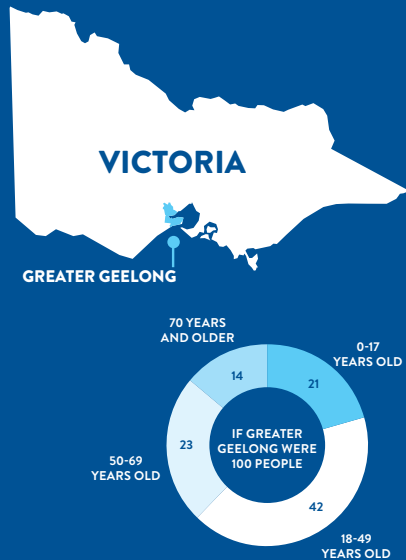 VICTORIA
GREATER GEELONG
70 YEARS
AND OLDER
14
0-17
YEARS OLD
21
50-69
YEARS OLD
23
IF GREATER
GEELONG WERE
100 PEOPLE
42
18-49
YEARS OLD